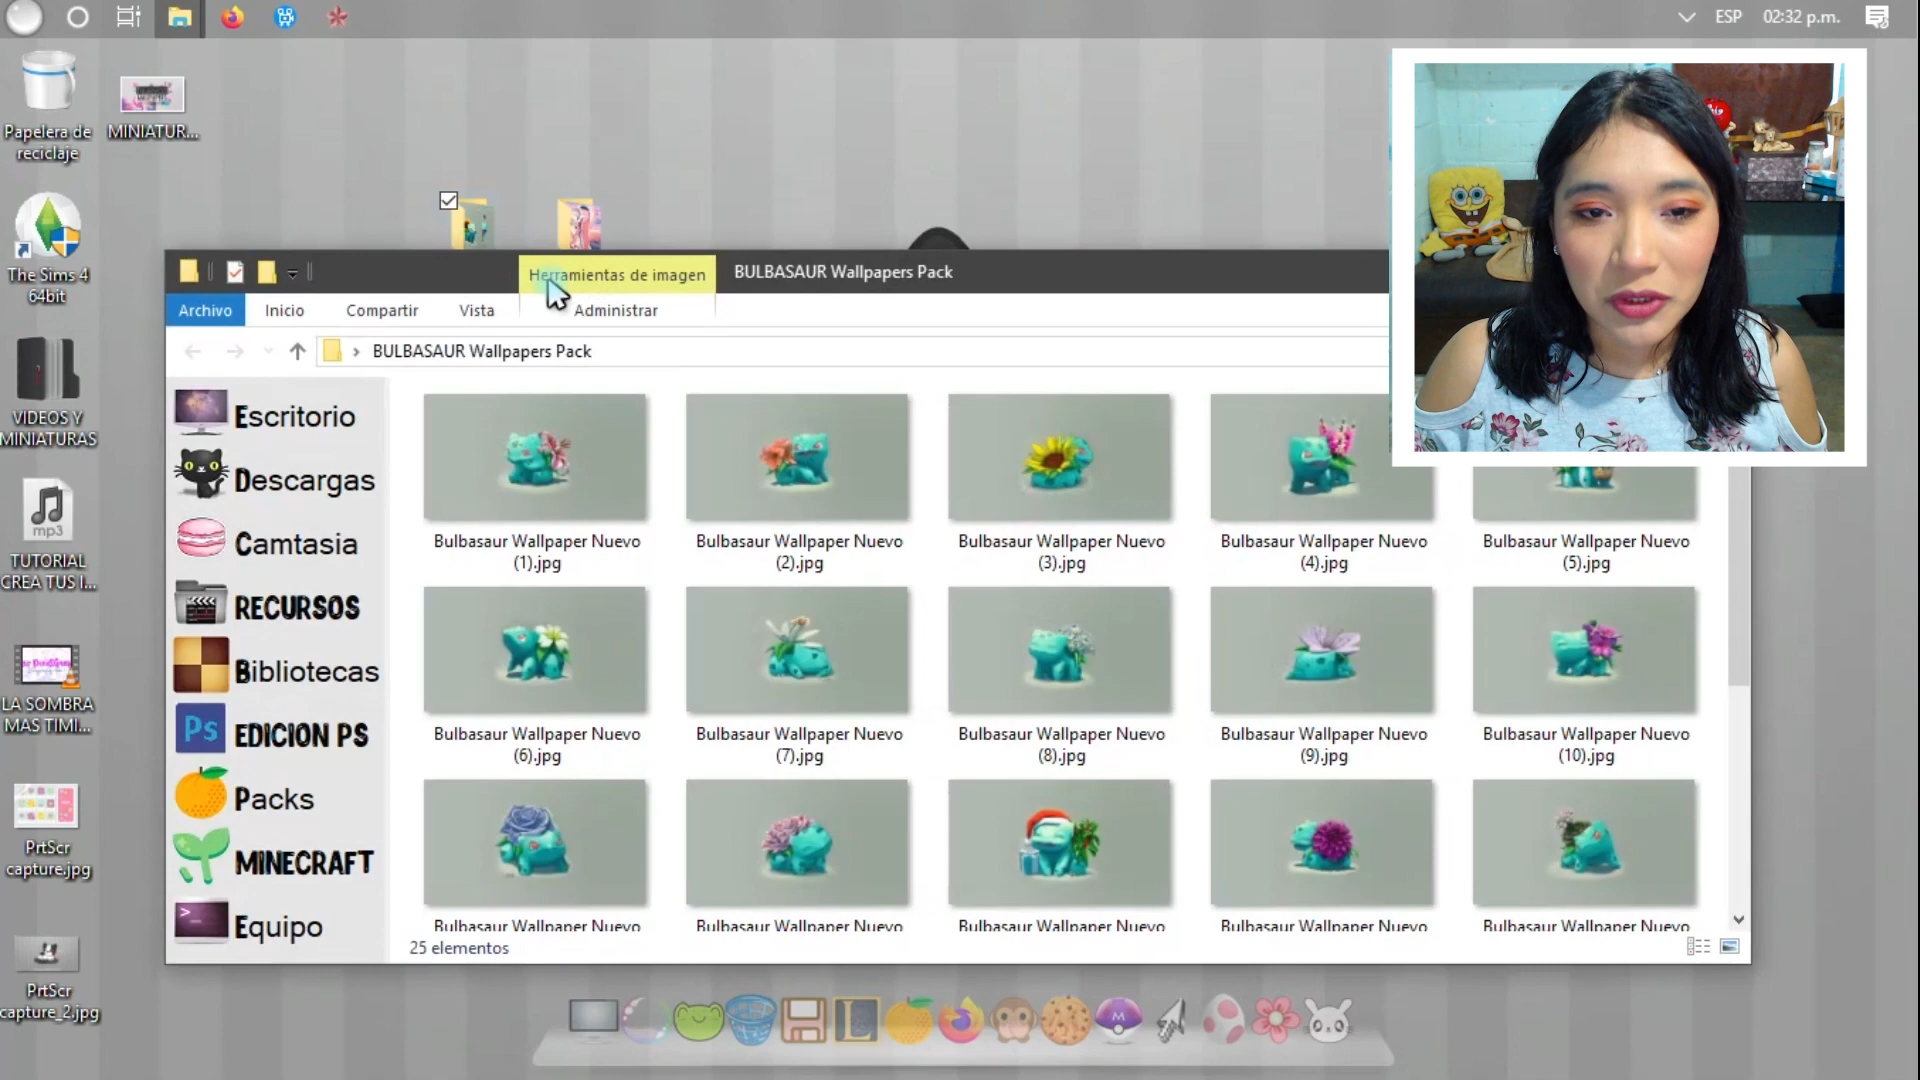 ESP 02:32 p.m.
Papelera de
reciclaje
MINIATUR...
The Sims 4
64bit
VIDEOS Y
MINIATURAS
mp3
TUTORIAL
CREA TUS I...
LA SOMBRA
MAS TIMI...
PrtScr
capture.jpg
PrtScr
capture_2.jpg
Herramientas de imagen
BULBASAUR Wallpapers Pack
Archivo
Inicio
Compartir
Vista
Administrar
BULBASAUR Wallpapers Pack
Escritorio
Descargas
Camtasia
RECURSOS
Bibliotecas
Ps
EDICION PS
Packs
MINECRAFT
Equipo
Bulbasaur Wallpaper Nuevo
(1).jpg
Bulbasaur Wallpaper Nuevo
(2).jpg
Bulbasaur Wallpaper Nuevo
(3).jpg
Bulbasaur Wallpaper Nuevo
(4).jpg
Bulbasaur Wallpaper Nuevo
(5).jpg
Bulbasaur Wallpaper Nuevo
(6).jpg
Bulbasaur Wallpaper Nuevo
(7).jpg
Bulbasaur Wallpaper Nuevo
(8).jpg
Bulbasaur Wallpaper Nuevo
(9).jpg
Bulbasaur Wallpaper Nuevo
(10).jpg
Bulbasaur Wallpaper Nuevo
Bulbasaur Wallpaper Nuevo
Bulbasaur Wallpaper Nuevo
Bulbasaur Wallpaper Nuevo
Bulbasaur Wallpaper Nuevo
25 elementos
L
M